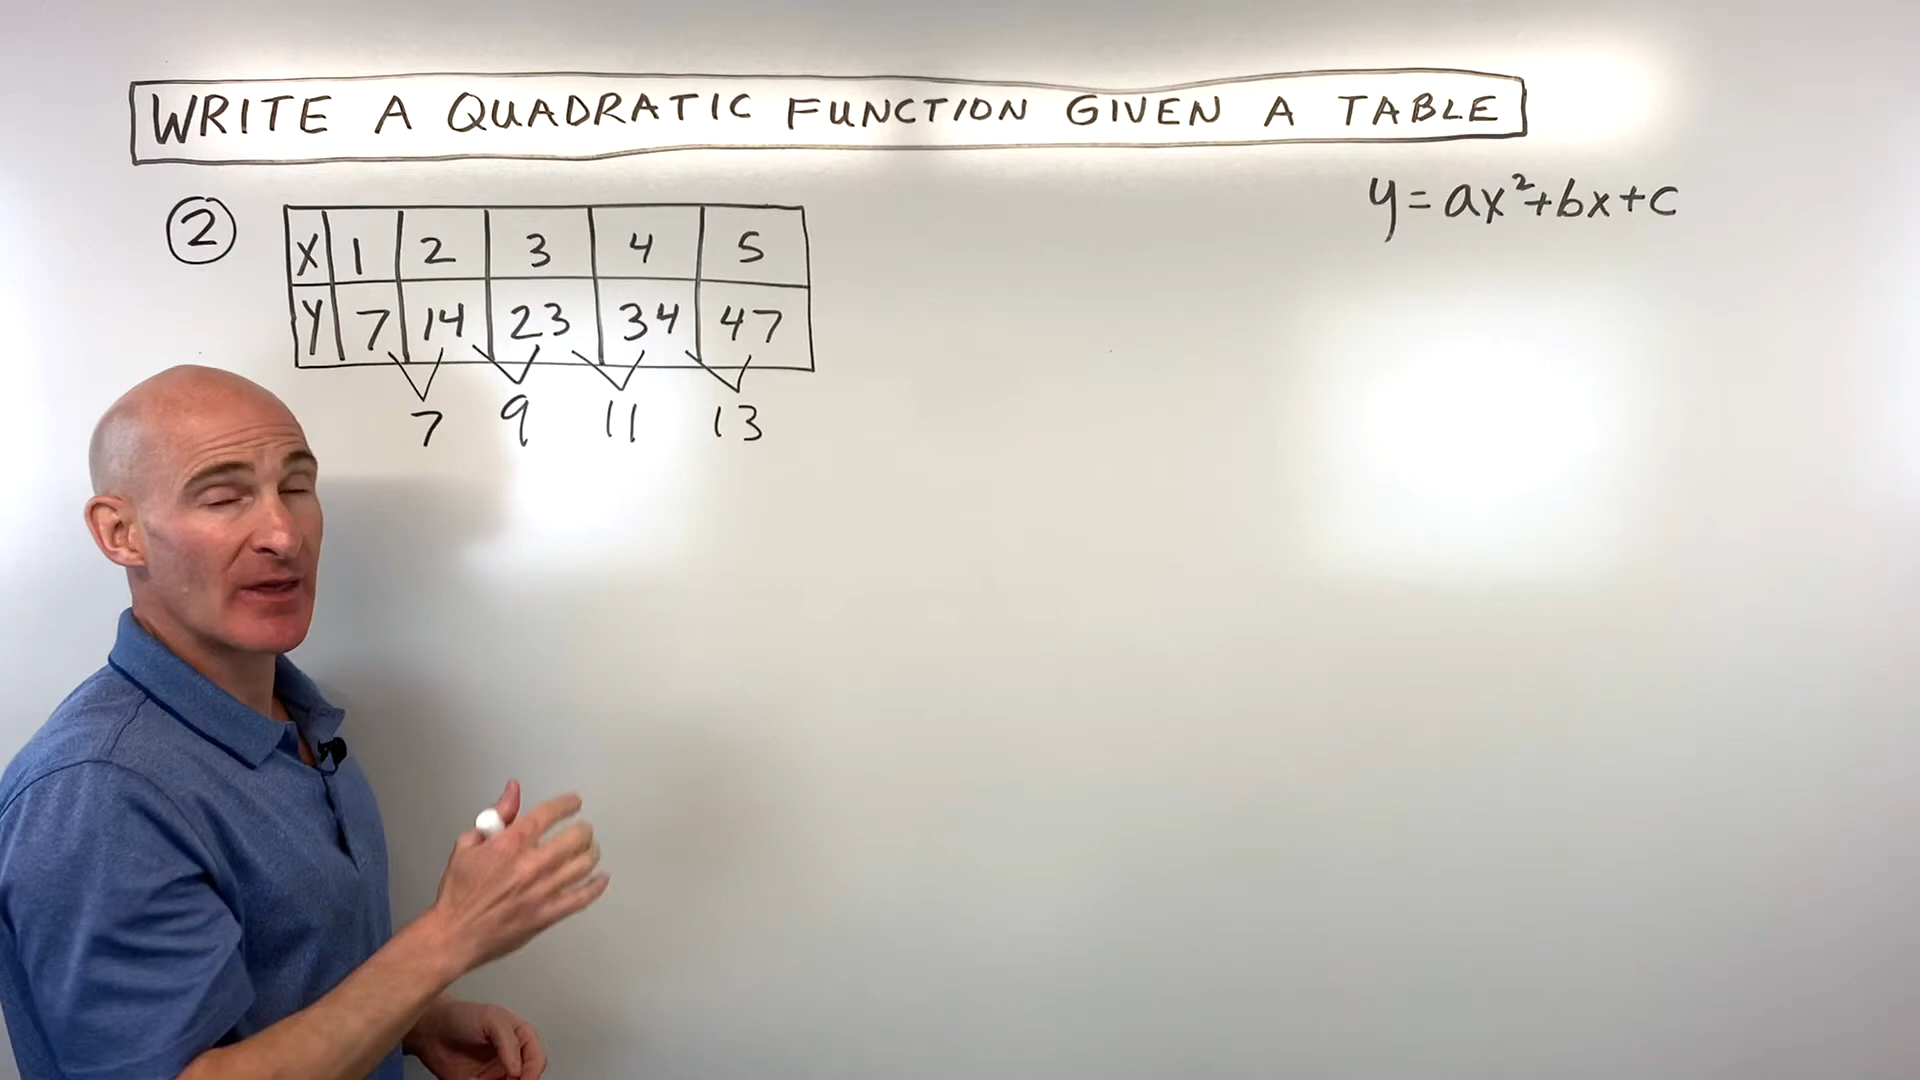 WRITE A QUADRATIC FUNCTION GIVEN A TABLE
y=ax²+bx+c
② X 1 2 3 4 5
Y 7 14 23 34 47
7 9 11 13